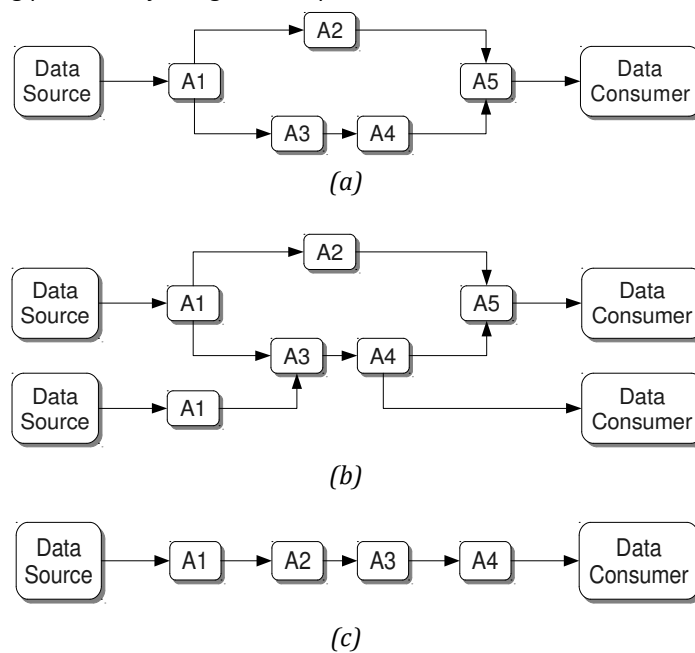 A2
Data
Source
A1
A5
Data
Consumer
A3
A4
(a)
A2
Data
Source
A1
A5
Data
Consumer
A3
A4
Data
Source
A1
Data
Consumer
(b)
Data
Source
A1
A2
A3
A4
Data
Consumer
(c)